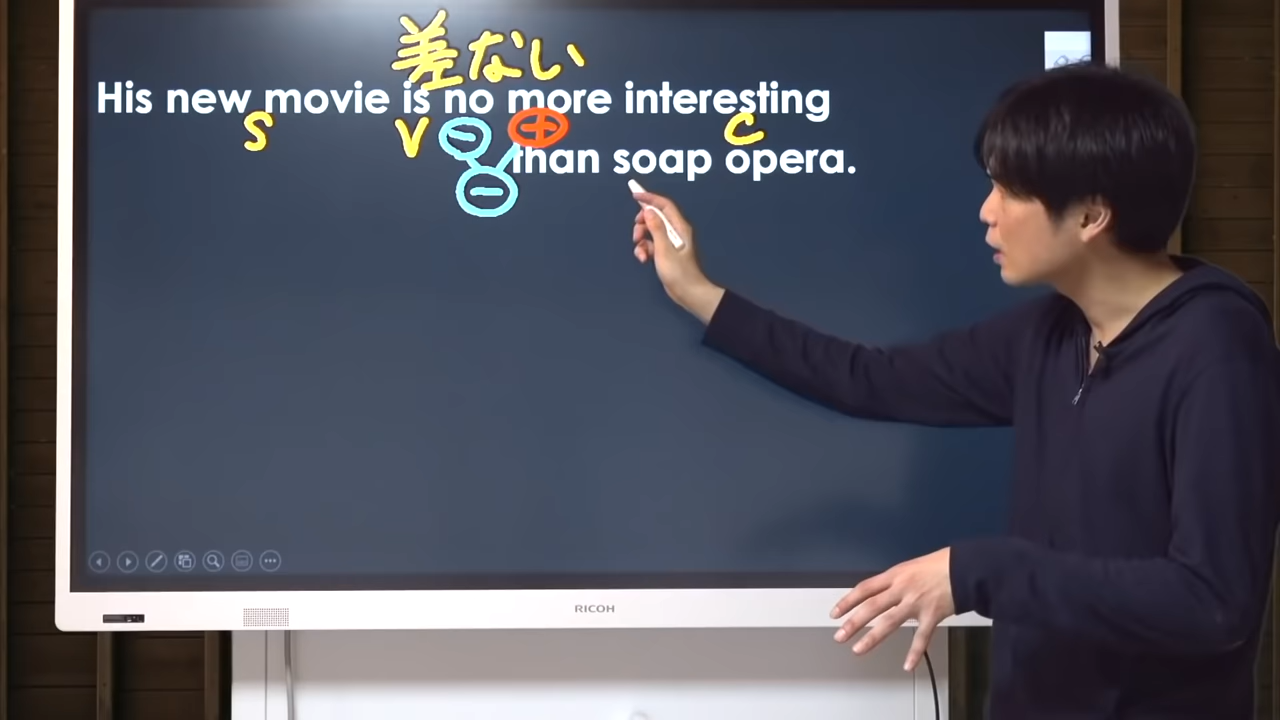 差ない
His new movie is no more interesting
S V − + C
than soap opera.
−
RICOH